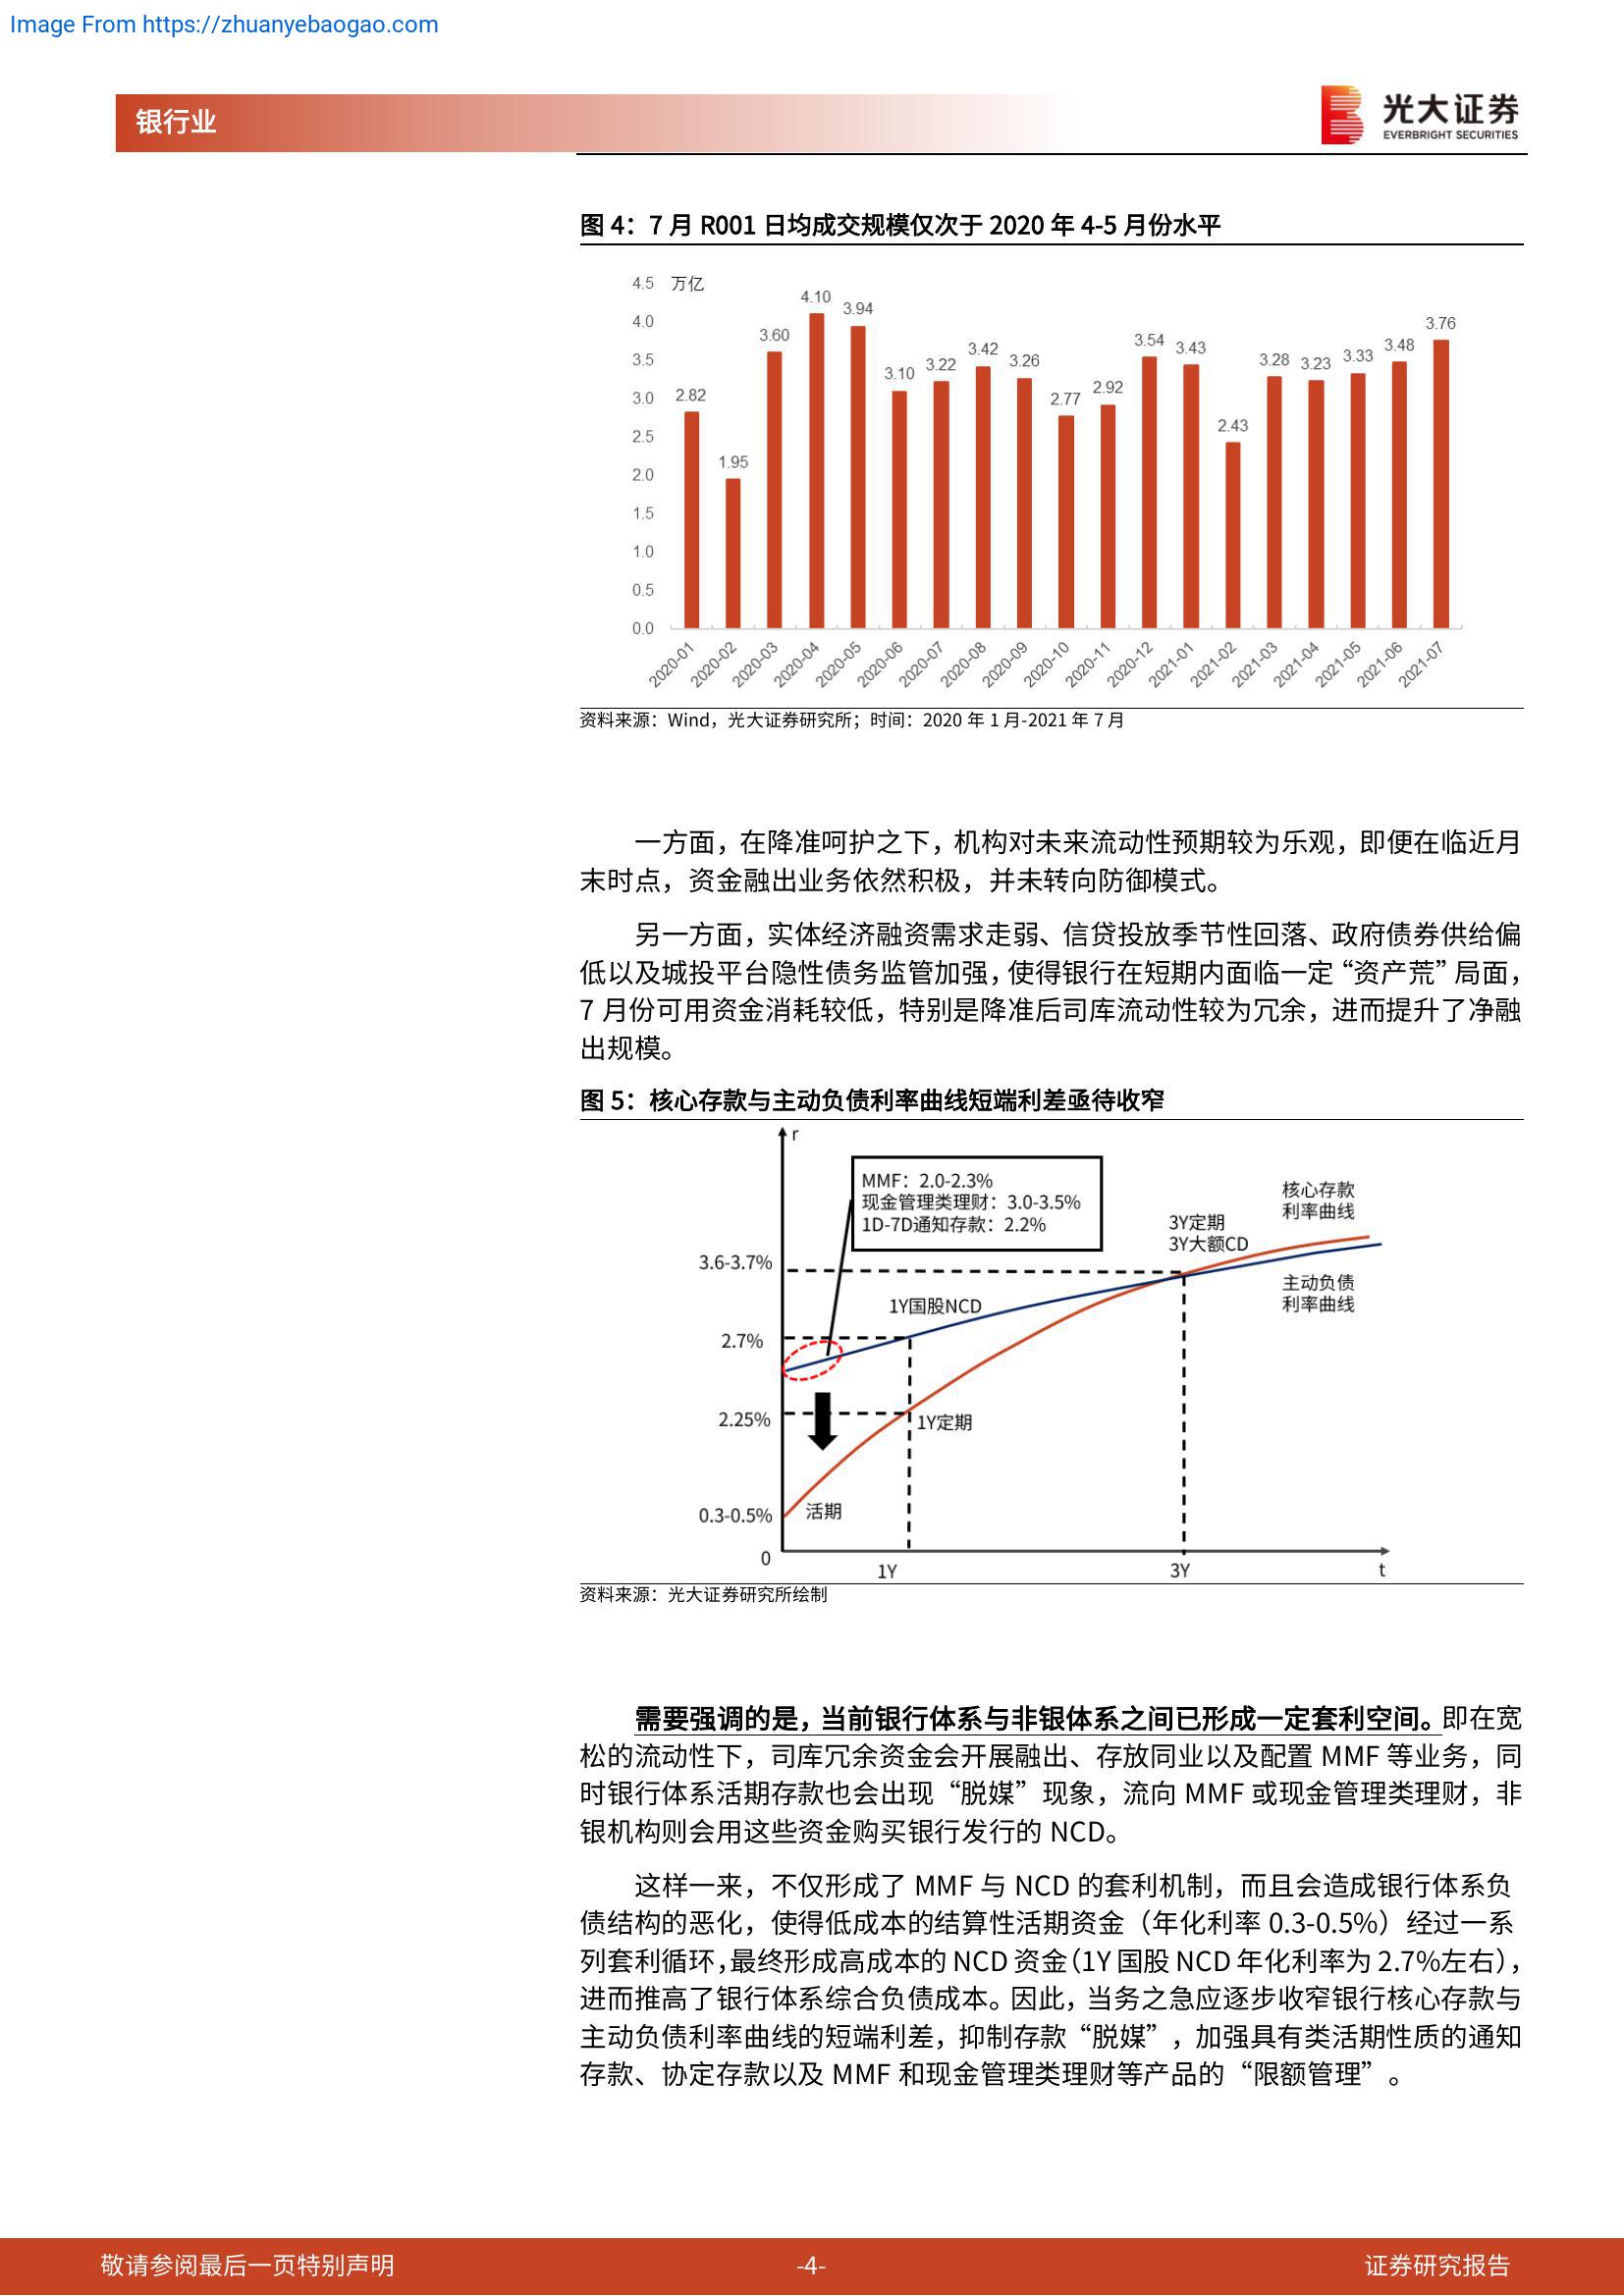 Image From https://zhuanyebaogao.com
银行业
光大证券
EVERBRIGHT SECURITIES
图 4：7 月 R001 日均成交规模仅次于 2020 年 4-5 月份水平
4.5 万亿
4.0
3.5
3.0
2.5
2.0
1.5
1.0
0.5
0.0
2.82
1.95
3.60
4.10
3.94
3.10
3.22
3.42
3.26
2.77
2.92
3.54
3.43
2.43
3.28
3.23
3.33
3.48
3.76
2020-01
2020-02
2020-03
2020-04
2020-05
2020-06
2020-07
2020-08
2020-09
2020-10
2020-11
2020-12
2021-01
2021-02
2021-03
2021-04
2021-05
2021-06
2021-07
资料来源：Wind，光大证券研究所；时间：2020 年 1 月-2021 年 7 月
一方面，在降准呵护之下，机构对未来流动性预期较为乐观，即便在临近月
末时点，资金融出业务依然积极，并未转向防御模式。
另一方面，实体经济融资需求走弱、信贷投放季节性回落、政府债券供给偏
低以及城投平台隐性债务监管加强，使得银行在短期内面临一定“资产荒”局面，
7 月份可用资金消耗较低，特别是降准后司库流动性较为冗余，进而提升了净融
出规模。
图 5：核心存款与主动负债利率曲线短端利差亟待收窄
r
MMF：2.0-2.3%
现金管理类理财：3.0-3.5%
1D-7D通知存款：2.2%
核心存款
利率曲线
3Y定期
3Y大额CD
3.6-3.7%
主动负债
利率曲线
1Y国股NCD
2.7%
2.25%
1Y定期
0.3-0.5%
活期
0
1Y
3Y
t
资料来源：光大证券研究所绘制
需要强调的是，当前银行体系与非银体系之间已形成一定套利空间。即在宽
松的流动性下，司库冗余资金会开展融出、存放同业以及配置 MMF 等业务，同
时银行体系活期存款也会出现“脱媒”现象，流向 MMF 或现金管理类理财，非
银机构则会用这些资金购买银行发行的 NCD。
这样一来，不仅形成了 MMF 与 NCD 的套利机制，而且会造成银行体系负
债结构的恶化，使得低成本的结算性活期资金（年化利率 0.3-0.5%）经过一系
列套利循环，最终形成高成本的 NCD 资金（1Y 国股 NCD 年化利率为 2.7%左右），
进而推高了银行体系综合负债成本。因此，当务之急应逐步收窄银行核心存款与
主动负债利率曲线的短端利差，抑制存款“脱媒”，加强具有类活期性质的通知
存款、协定存款以及 MMF 和现金管理类理财等产品的“限额管理”。
敬请参阅最后一页特别声明
-4-
证券研究报告